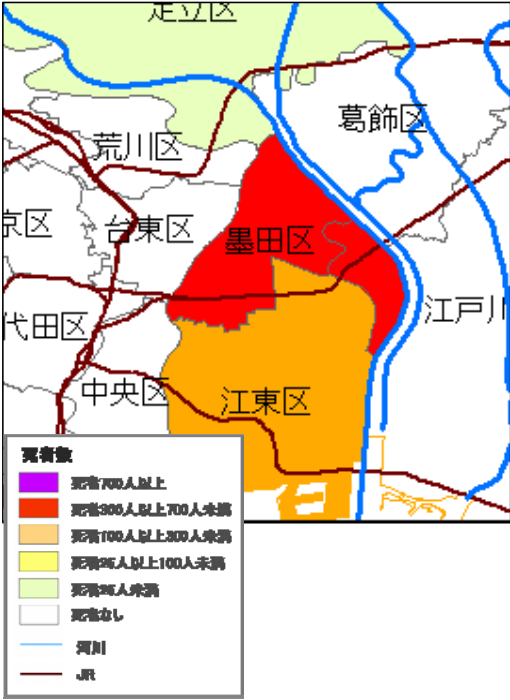 足立区
葛飾区
荒川区
京区
台東区
墨田区
代田区
江戸川
中央区
江東区
死者数
死者700人以上
死者300人以上700人未満
死者100人以上300人未満
死者25人以上100人未満
死者25人未満
死者なし
河川
JR